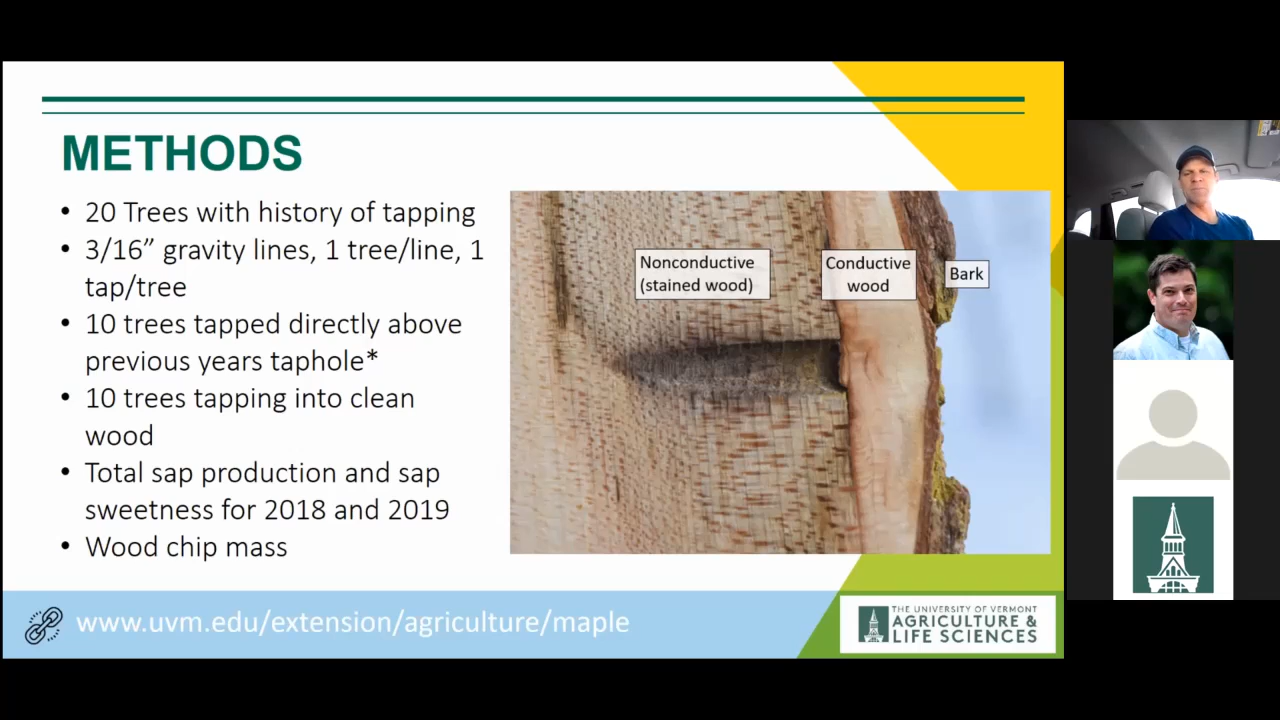 METHODS
• 20 Trees with history of tapping
• 3/16” gravity lines, 1 tree/line, 1
tap/tree
• 10 trees tapped directly above
previous years taphole*
• 10 trees tapping into clean
wood
• Total sap production and sap
sweetness for 2018 and 2019
• Wood chip mass
Nonconductive
(stained wood)
Conductive
wood
Bark
www.uvm.edu/extension/agriculture/maple
THE UNIVERSITY OF VERMONT
AGRICULTURE &
LIFE SCIENCES